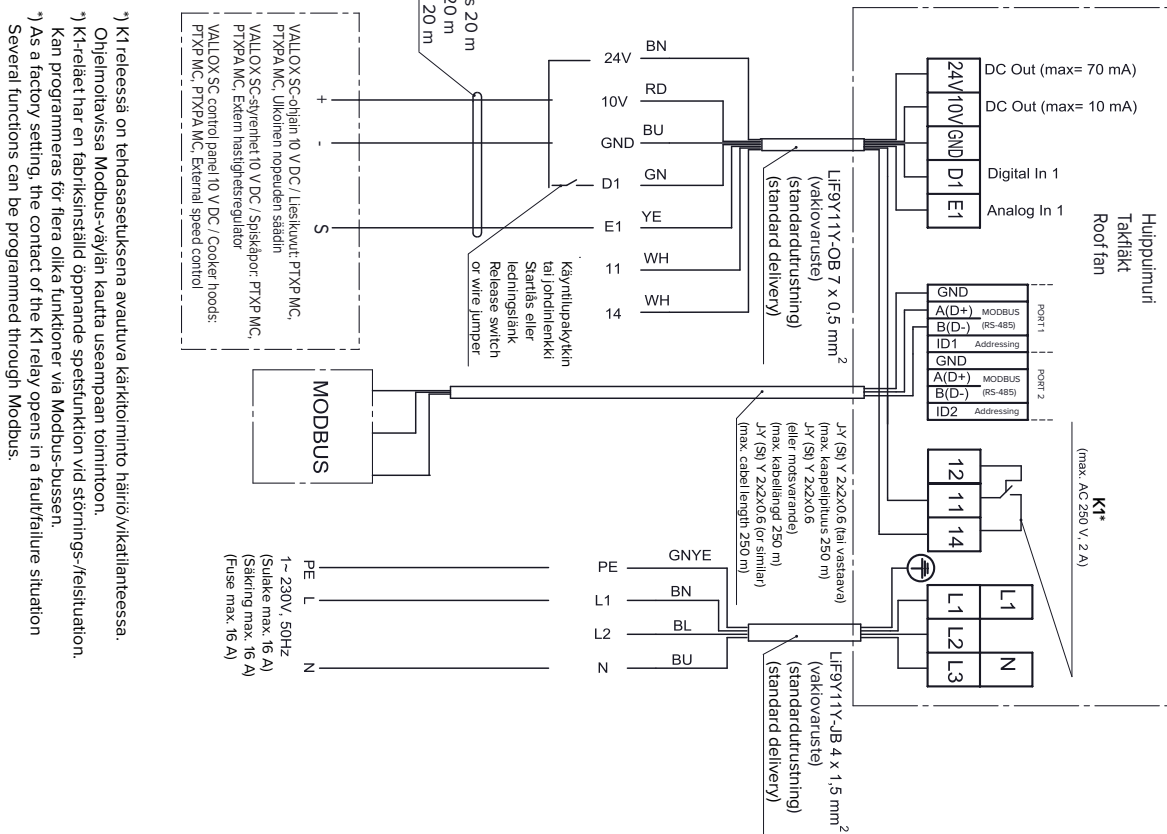 Huippuimuri
Takfläkt
Roof fan
24V
10V
GND
D1
E1
DC Out (max= 70 mA)
DC Out (max= 10 mA)
Digital In 1
Analog In 1
GND
A(D+)
B(D-)
MODBUS
(RS-485)
ID1 Addressing
PORT 1
GND
A(D+)
B(D-)
MODBUS
(RS-485)
ID2 Addressing
PORT 2
K1*
(max. AC 250 V, 2 A)
12
11
14
L1
L2
L3
L1
N
LiF9Y11Y-OB 7 x 0,5 mm²
(vakiovaruste)
(standardutrustning)
(standard delivery)
24V BN
10V RD
GND BU
D1 GN
E1 YE
11 WH
14 WH
s 20 m
20 m
20 m
Käyntilupakytkin
tai johdinlenkki
Startlås eller
ledningslänk
Release switch
or wire jumper
J-Y (St) Y 2x2x0.6 (tai vastaava)
(max. kaapelipituus 250 m)
J-Y (St) Y 2x2x0.6
(eller motsvarande)
(max. kabellängd 250 m)
J-Y (St) Y 2x2x0.6 (or similar)
(max. cabel length 250 m)
LiF9Y11Y-JB 4 x 1,5 mm²
(vakiovaruste)
(standardutrustning)
(standard delivery)
PE GNYE
L1 BN
L2 BL
N BU
+
-
S
VALLOX SC-ohjain 10 V DC / Liesikuvut: PTXP MC,
PTXPA MC, Ulkoinen nopeuden säädin
VALLOX SC-styrenhet 10 V DC / Spiskåpor: PTXP MC,
PTXPA MC, Extern hastighetsregulator
VALLOX SC control panel 10 V DC / Cooker hoods:
PTXP MC, PTXPA MC, External speed control
MODBUS
PE
L
N
1~ 230V, 50Hz
(Sulake max. 16 A)
(Säkring max. 16 A)
(Fuse max. 16 A)
*) K1 releessä on tehdasasetuksena avautuva kärkitoiminto häiriö/vikatilanteessa.
Ohjelmoitavissa Modbus-väylän kautta useampaan toimintoon.
*) K1-reläet har en fabriksinställd öppnande spetsfunktion vid störnings-/felsituation.
Kan programmeras för flera olika funktioner via Modbus-bussen.
*) As a factory setting, the contact of the K1 relay opens in a fault/failure situation
Several functions can be programmed through Modbus.